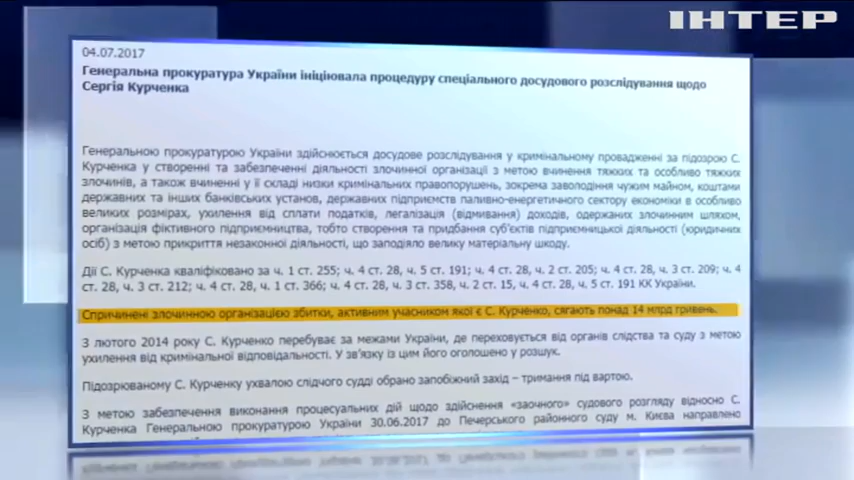 ІНТЕР
04.07.2017
Генеральна прокуратура України ініціювала процедуру спеціального досудового розслідування щодо
Сергія Курченка
Генеральною прокуратурою України здійснюється досудове розслідування у кримінальному провадженні за підозрою С.
Курченка у створенні та забезпеченні діяльності злочинної організації з метою вчинення тяжких та особливо тяжких
злочинів, а також вчиненні у її складі низки кримінальних правопорушень, зокрема заволодіння чужим майном, коштами
державних та інших банківських установ, державних підприємств паливно-енергетичного сектору економіки в особливо
великих розмірах, ухилення від сплати податків, легалізація (відмивання) доходів, одержаних злочинним шляхом,
організація фіктивного підприємництва, тобто створення та придбання суб'єктів підприємницької діяльності (юридичних
осіб) з метою прикриття незаконної діяльності, що заподіяло велику матеріальну шкоду.
Дії С. Курченка кваліфіковано за ч. 1 ст. 255; ч. 4 ст. 28, ч. 5 ст. 191; ч. 4 ст. 28, ч. 2 ст. 205; ч. 4 ст. 28, ч. 3 ст. 209; ч. 4
ст. 28, ч. 3 ст. 212; ч. 4 ст. 28, ч. 1 ст. 366; ч. 4 ст. 28, ч. 3 ст. 358, ч. 2 ст. 15, ч. 4 ст. 28, ч. 5 ст. 191 КК України.
Спричинені злочинною організацією збитки, активним учасником якої є С. Курченко, сягають понад 14 млрд гривень.
З лютого 2014 року С. Курченко перебуває за межами України, де переховується від органів слідства та суду з метою
ухилення від кримінальної відповідальності. У зв'язку із цим його оголошено у розшук.
Підозрюваному С. Курченку ухвалою слідчого судді обрано запобіжний захід – тримання під вартою.
З метою забезпечення виконання процесуальних дій щодо здійснення «заочного» судового розгляду відносно С.
Курченка Генеральною прокуратурою України 30.06.2017 до Печерського районного суду м. Києва направлено